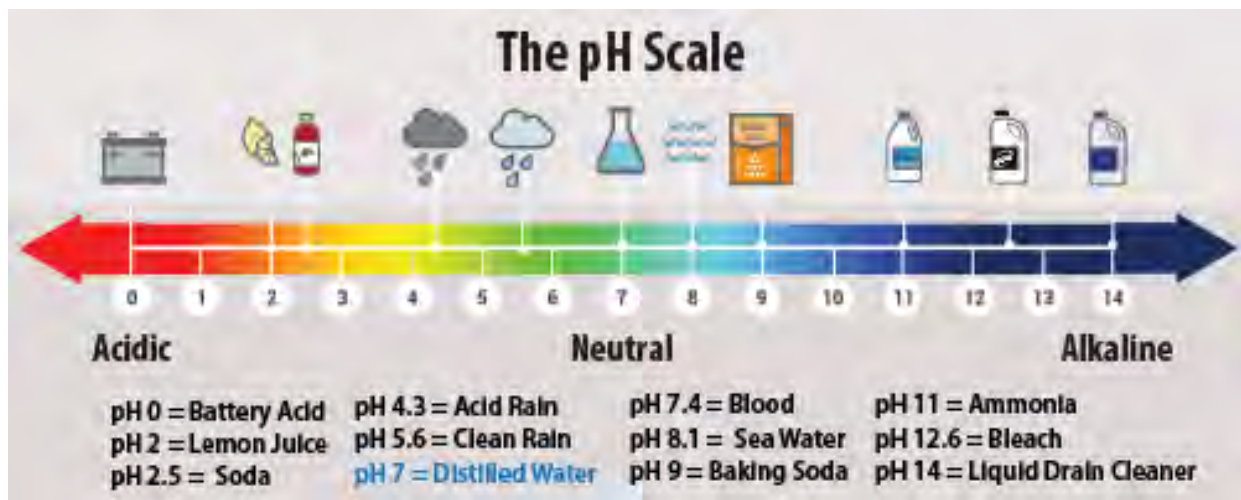 The pH Scale
0 1 2 3 4 5 6 7 8 9 10 11 12 13 14
Acidic
Neutral
Alkaline
pH 0 = Battery Acid
pH 2 = Lemon Juice
pH 2.5 = Soda
pH 4.3 = Acid Rain
pH 5.6 = Clean Rain
pH 7 = Distilled Water
pH 7.4 = Blood
pH 8.1 = Sea Water
pH 9 = Baking Soda
pH 11 = Ammonia
pH 12.6 = Bleach
pH 14 = Liquid Drain Cleaner